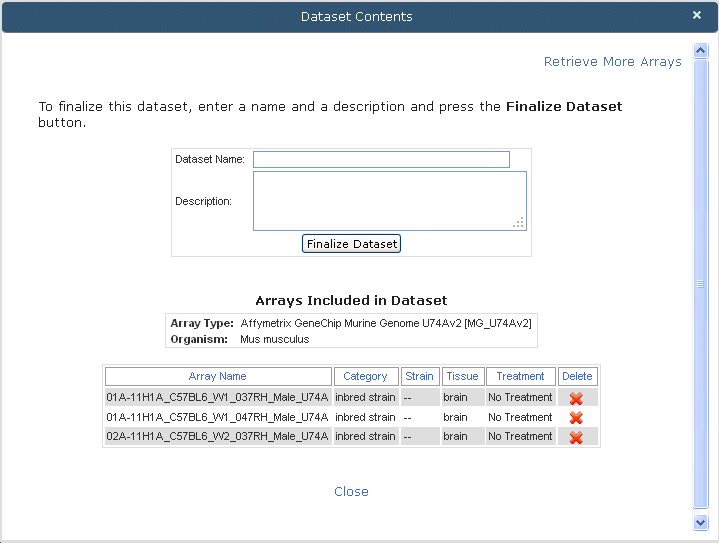 Dataset Contents
Retrieve More Arrays
To finalize this dataset, enter a name and a description and press the Finalize Dataset
button.
Dataset Name:
Description:
Finalize Dataset
Arrays Included in Dataset
Array Type: Affymetrix GeneChip Murine Genome U74Av2 [MG_U74Av2]
Organism: Mus musculus
Array Name Category Strain Tissue Treatment Delete
01A-11H1A_C57BL6_W1_037RH_Male_U74A inbred strain -- brain No Treatment
01A-11H1A_C57BL6_W1_047RH_Male_U74A inbred strain -- brain No Treatment
02A-11H1A_C57BL6_W2_037RH_Male_U74A inbred strain -- brain No Treatment
Close